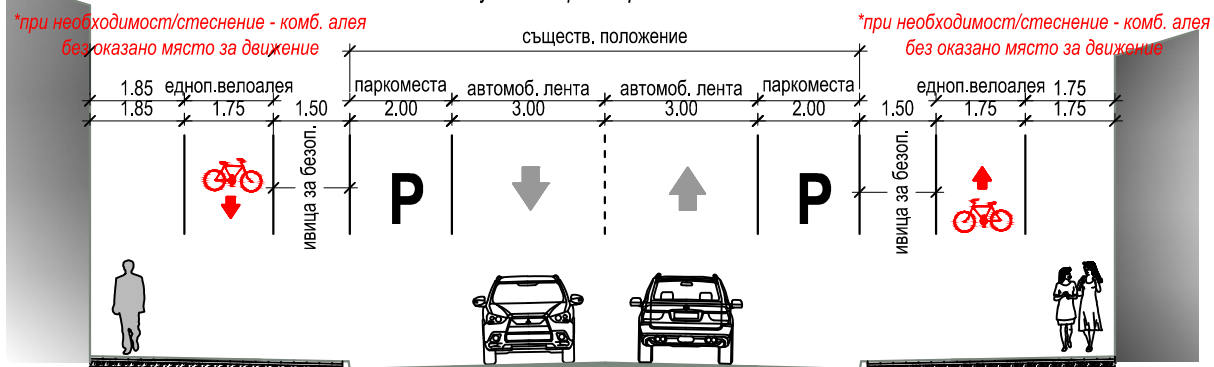 *при необходимост/стеснение - комб. алея
без оказано място за движение
*при необходимост/стеснение - комб. алея
без оказано място за движение
съществ. положение
1.85 едноп.велоалея паркоместа автомоб. лента автомоб. лента паркоместа едноп.велоалея 1.75
1.85 1.75 1.50 2.00 3.00 3.00 2.00 1.50 1.75 1.75
ивица за безоп.
P
P
ивица за безоп.